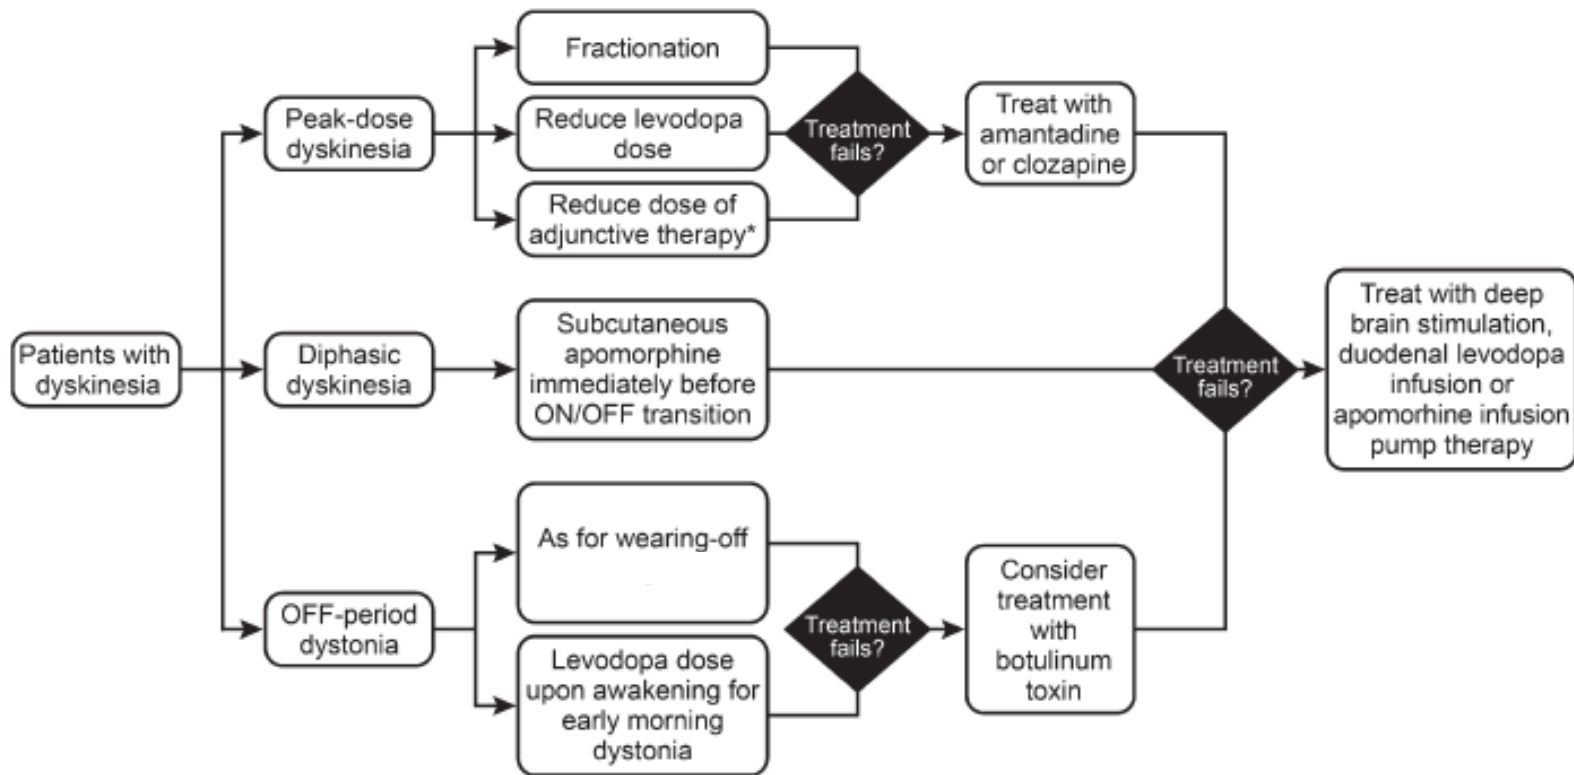 Patients with
dyskinesia
Peak-dose
dyskinesia
Fractionation
Reduce levodopa
dose
Reduce dose of
adjunctive therapy*
Treatment
fails?
Treat with
amantadine
or clozapine
Diphasic
dyskinesia
Subcutaneous
apomorphine
immediately before
ON/OFF transition
OFF-period
dystonia
As for wearing-off
Levodopa dose
upon awakening for
early morning
dystonia
Treatment
fails?
Consider
treatment
with
botulinum
toxin
Treatment
fails?
Treat with deep
brain stimulation,
duodenal levodopa
infusion or
apomorhine infusion
pump therapy